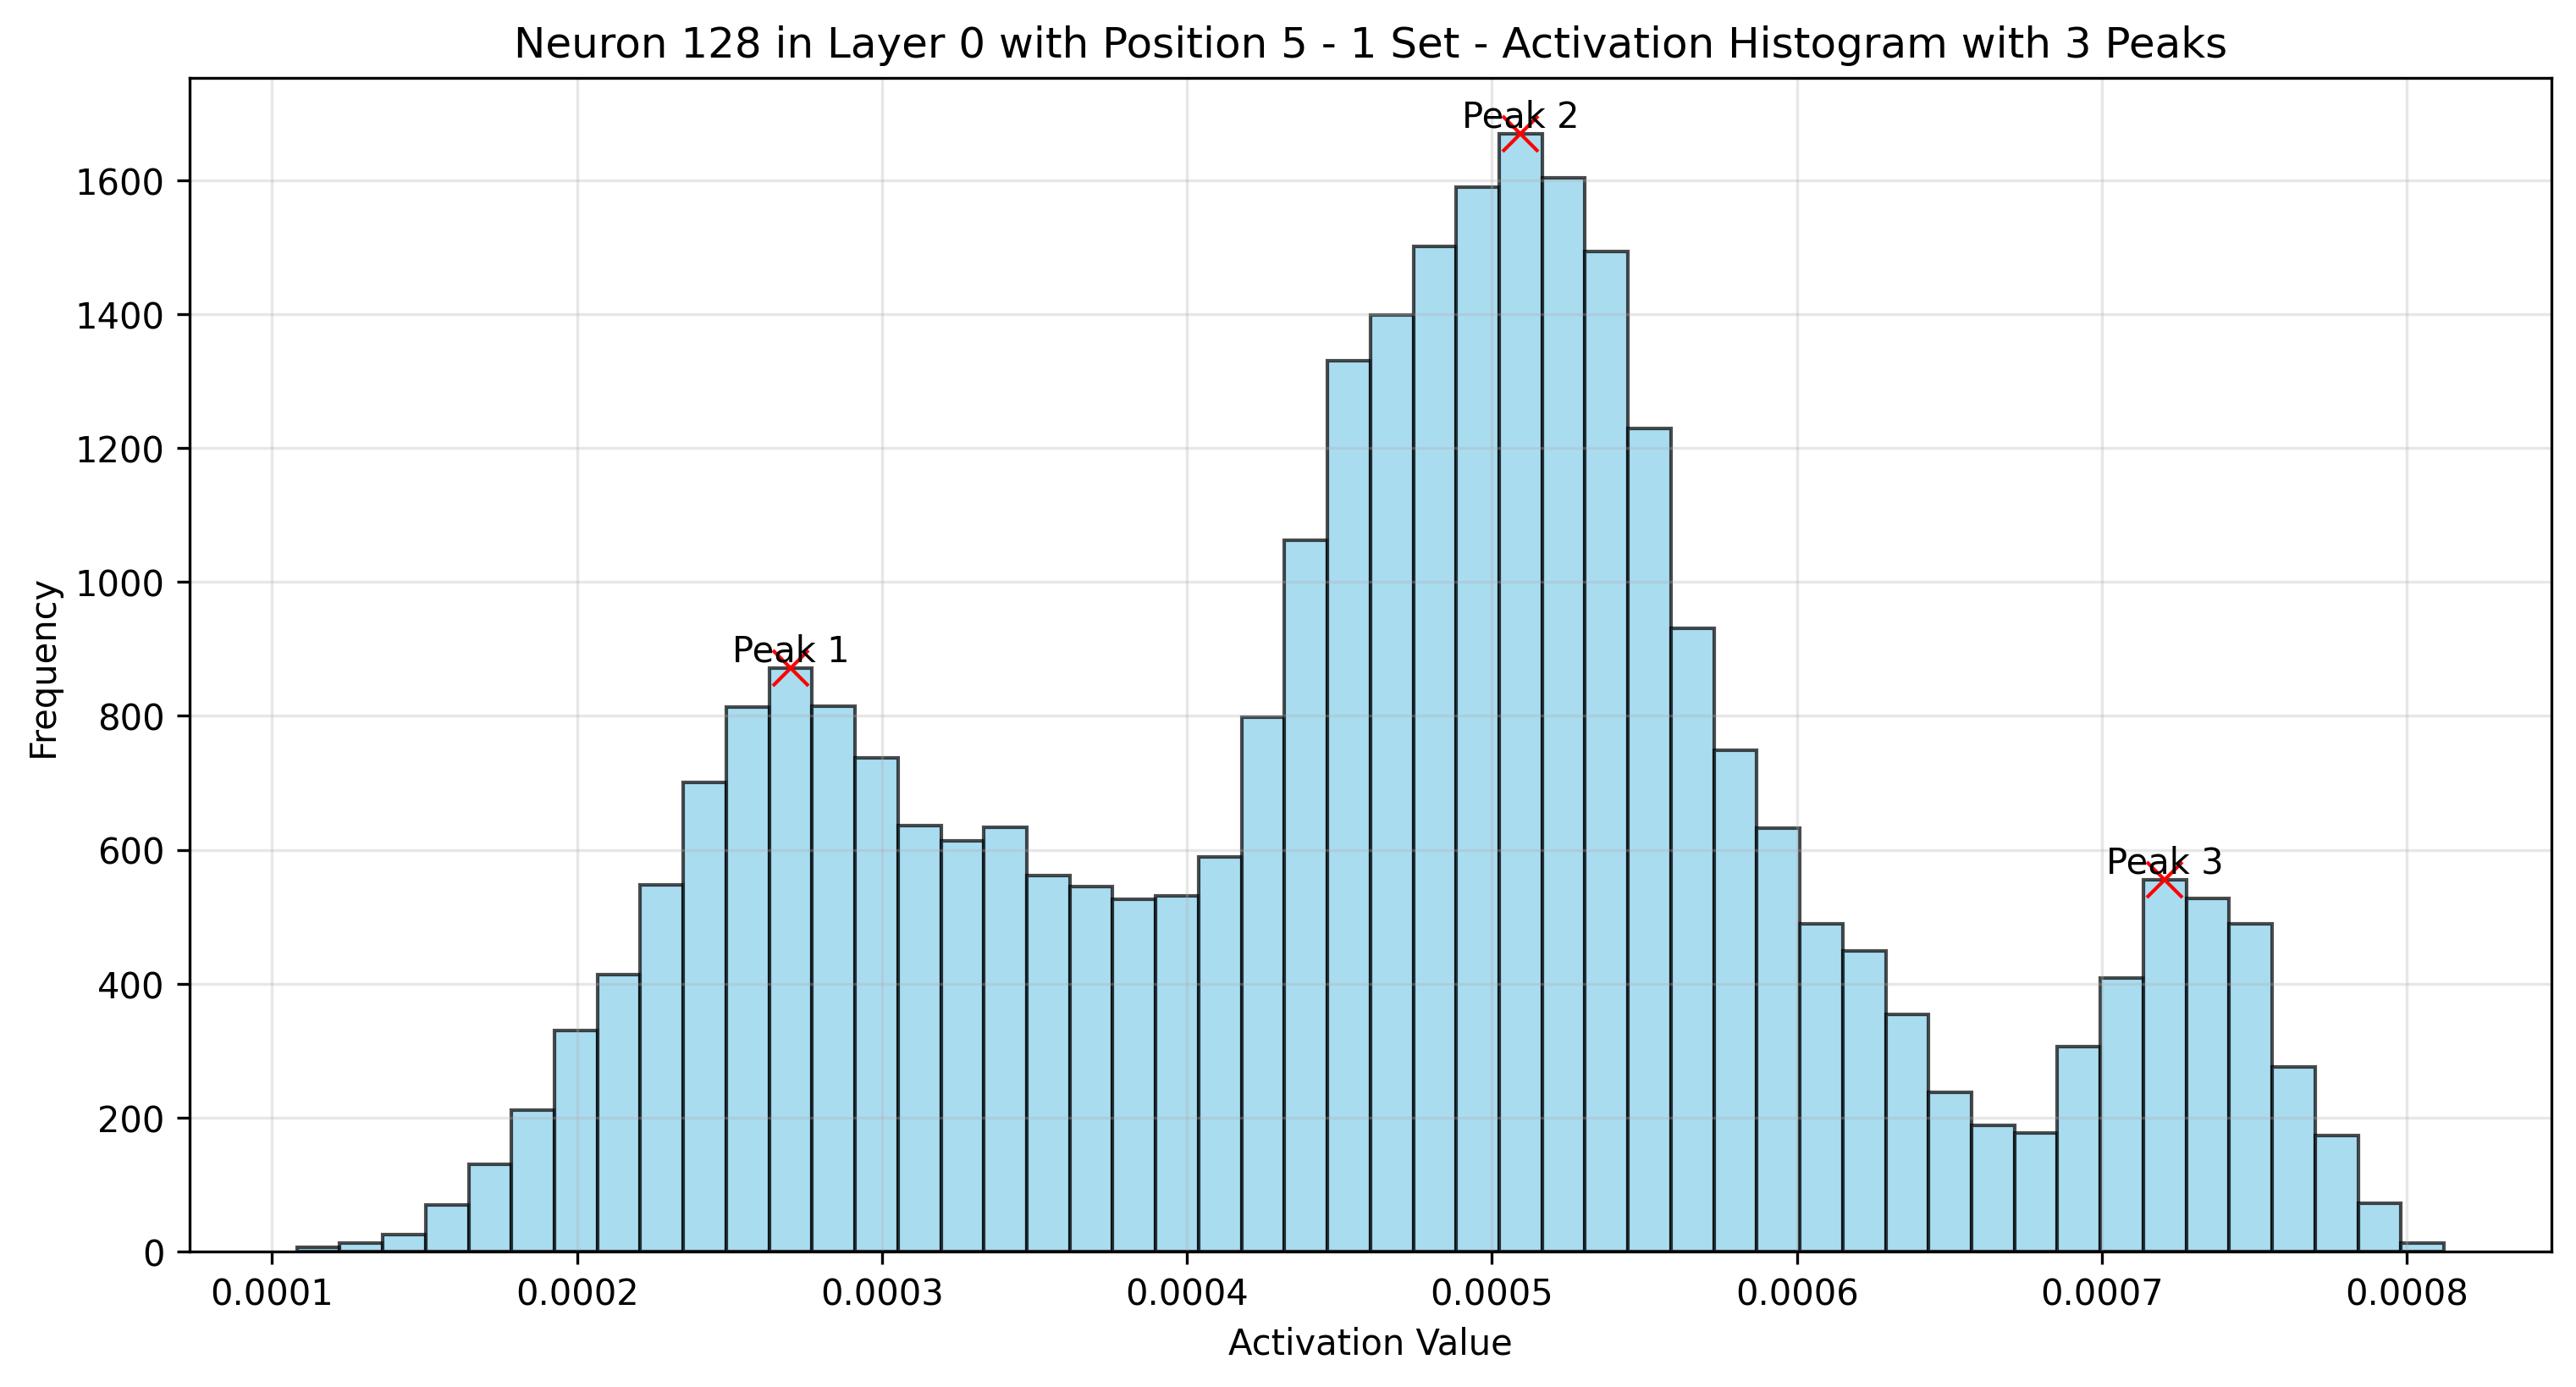 Neuron 128 in Layer 0 with Position 5 - 1 Set - Activation Histogram with 3 Peaks
Peak 2
1600
1400
1200
1000
Peak 1
800
Peak 3
600
400
200
0
Frequency
0.0001 0.0002 0.0003 0.0004 0.0005 0.0006 0.0007 0.0008
Activation Value